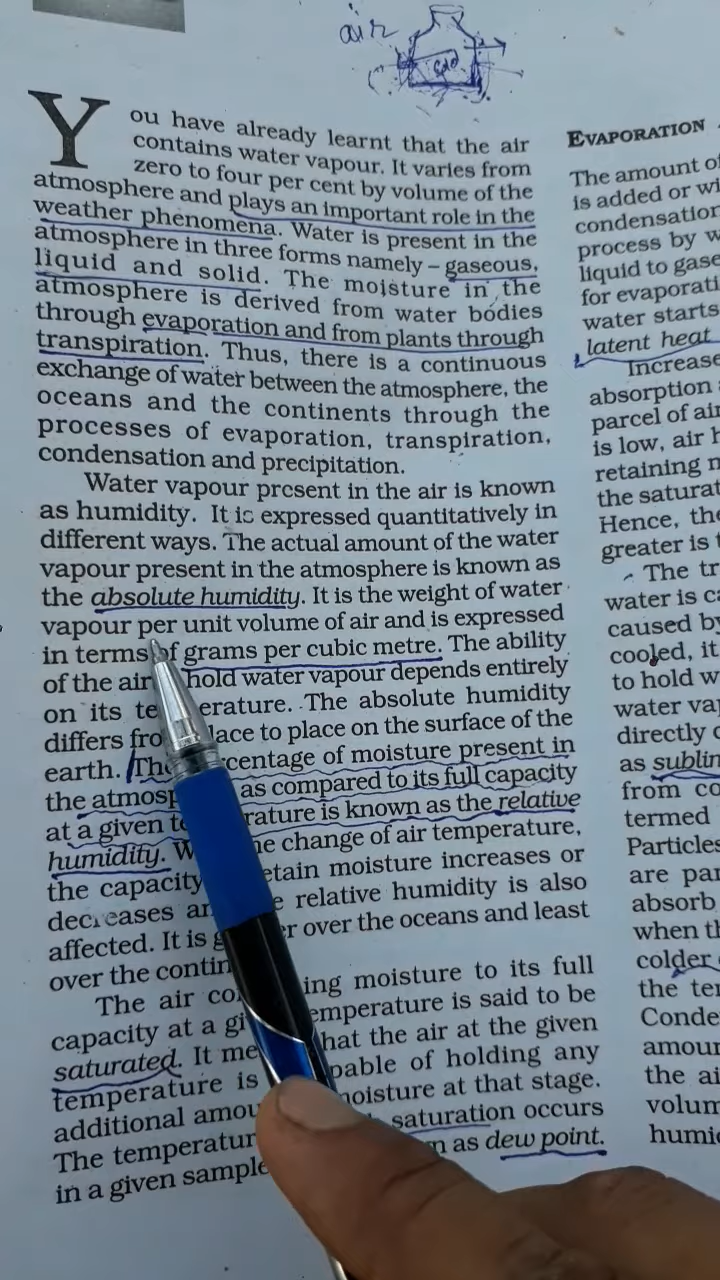 air
cold
You have already learnt that the air
contains water vapour. It varies from
zero to four per cent by volume of the
atmosphere and plays an important role in the
weather phenomena. Water is present in the
atmosphere in three forms namely – gaseous,
liquid and solid. The moisture in the
atmosphere is derived from water bodies
through evaporation and from plants through
transpiration. Thus, there is a continuous
exchange of water between the atmosphere, the
oceans and the continents through the
processes of evaporation, transpiration,
condensation and precipitation.
Water vapour present in the air is known
as humidity. It is expressed quantitatively in
different ways. The actual amount of the water
vapour present in the atmosphere is known as
the absolute humidity. It is the weight of water
vapour per unit volume of air and is expressed
in terms of grams per cubic metre. The ability
of the air hold water vapour depends entirely
on its te erature. The absolute humidity
differs fro lace to place on the surface of the
earth. The rcentage of moisture present in
the atmosp as compared to its full capacity
at a given te rature is known as the relative
humidity. W he change of air temperature,
the capacity etain moisture increases or
decreases an e relative humidity is also
affected. It is g r over the oceans and least
over the contin
The air co ing moisture to its full
capacity at a gi emperature is said to be
saturated. It me hat the air at the given
temperature is pable of holding any
additional amou moisture at that stage.
The temperatur saturation occurs
in a given sample n as dew point.
EVAPORATION
The amount of
is added or wi
condensation
process by w
liquid to gase
for evaporati
water starts
latent heat
Increase
absorption
parcel of air
is low, air h
retaining m
the saturat
Hence, the
greater is t
The tr
water is ca
caused by
cooled, it
to hold w
water vap
directly c
as sublim
from co
termed
Particles
are par
absorb
when th
colder
the ter
Conde
amour
the ai
volum
humid